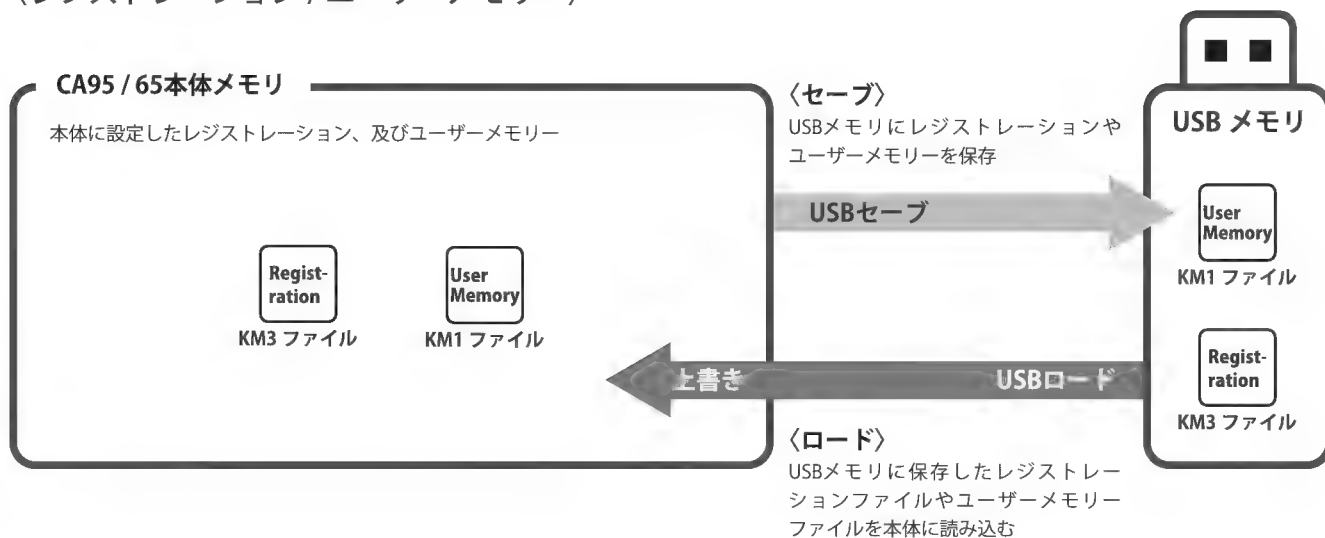 CA95 / 65本体メモリ
本体に設定したレジストレーション、及びユーザーメモリー
Regist-
ration
KM3 ファイル
User
Memory
KM1 ファイル
〈セーブ〉
USBメモリにレジストレーションや
ユーザーメモリーを保存
USBセーブ
上書き
USBロード
〈ロード〉
USBメモリに保存したレジストレー
ションファイルやユーザーメモリー
ファイルを本体に読み込む
USB メモリ
User
Memory
KM1 ファイル
Regist-
ration
KM3 ファイル